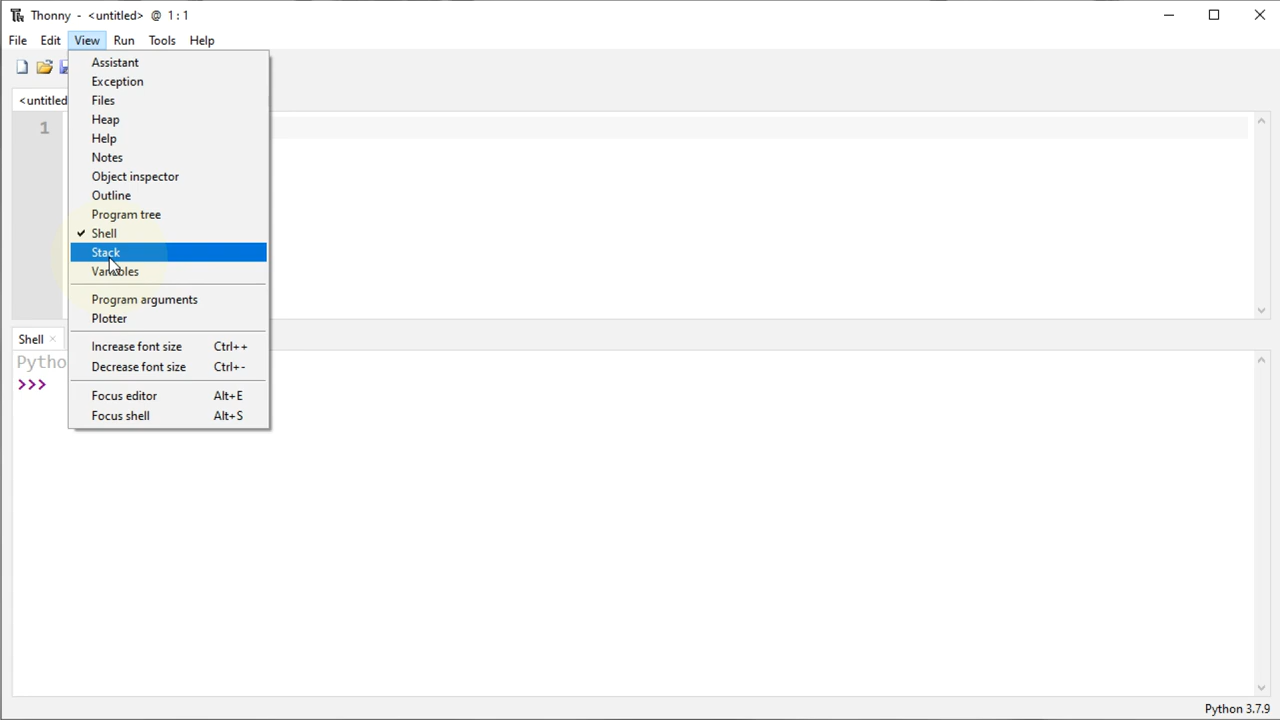 Thonny - <untitled> @ 1:1
File Edit View Run Tools Help
Assistant
Exception
<untitled
Files
1
Heap
Help
Notes
Object inspector
Outline
Program tree
✓ Shell
Stack
Variables
Program arguments
Plotter
Increase font size Ctrl++
Decrease font size Ctrl+-
Focus editor Alt+E
Focus shell Alt+S
Shell ×
Pytho
>>>
Python 3.7.9